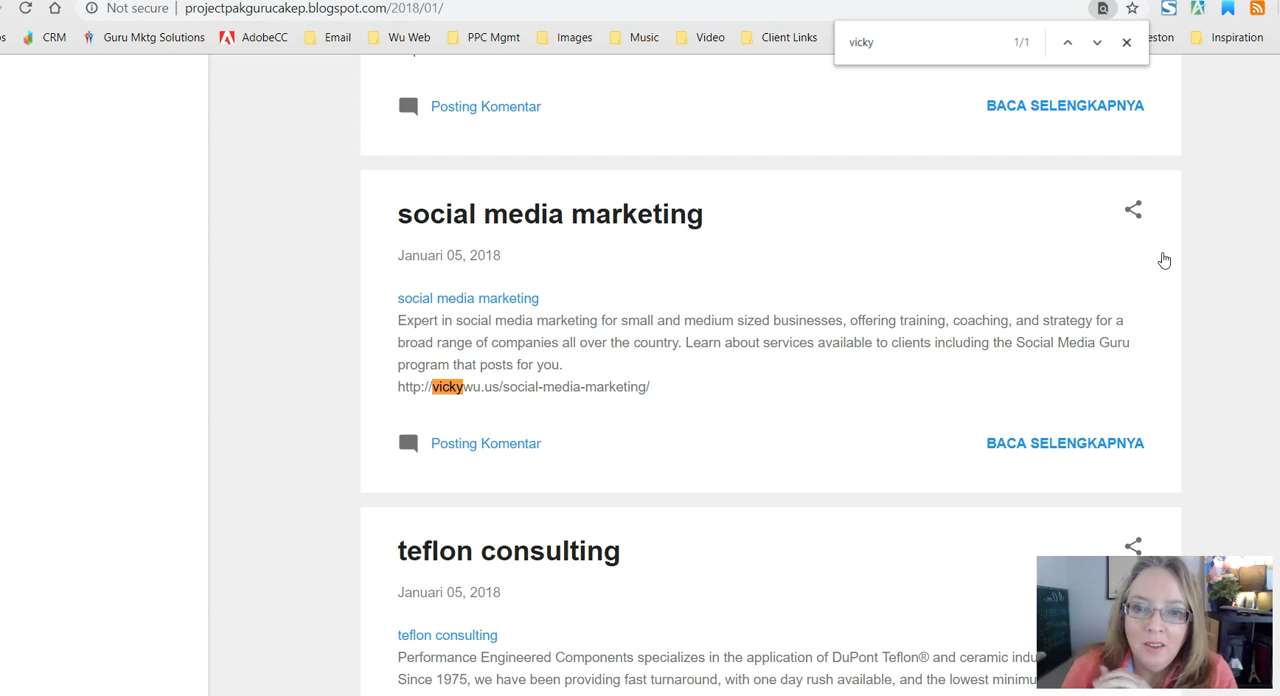 Not secure | projectpakgurucakep.blogspot.com/2018/01/
ps CRM Guru Mktg Solutions AdobeCC Email Wu Web PPC Mgmt Images Music Video Client Links eston Inspiration
vicky 1/1
Posting Komentar BACA SELENGKAPNYA
social media marketing
Januari 05, 2018
social media marketing
Expert in social media marketing for small and medium sized businesses, offering training, coaching, and strategy for a
broad range of companies all over the country. Learn about services available to clients including the Social Media Guru
program that posts for you.
http://vickywu.us/social-media-marketing/
Posting Komentar BACA SELENGKAPNYA
teflon consulting
Januari 05, 2018
teflon consulting
Performance Engineered Components specializes in the application of DuPont Teflon® and ceramic indu
Since 1975, we have been providing fast turnaround, with one day rush available, and the lowest minimu